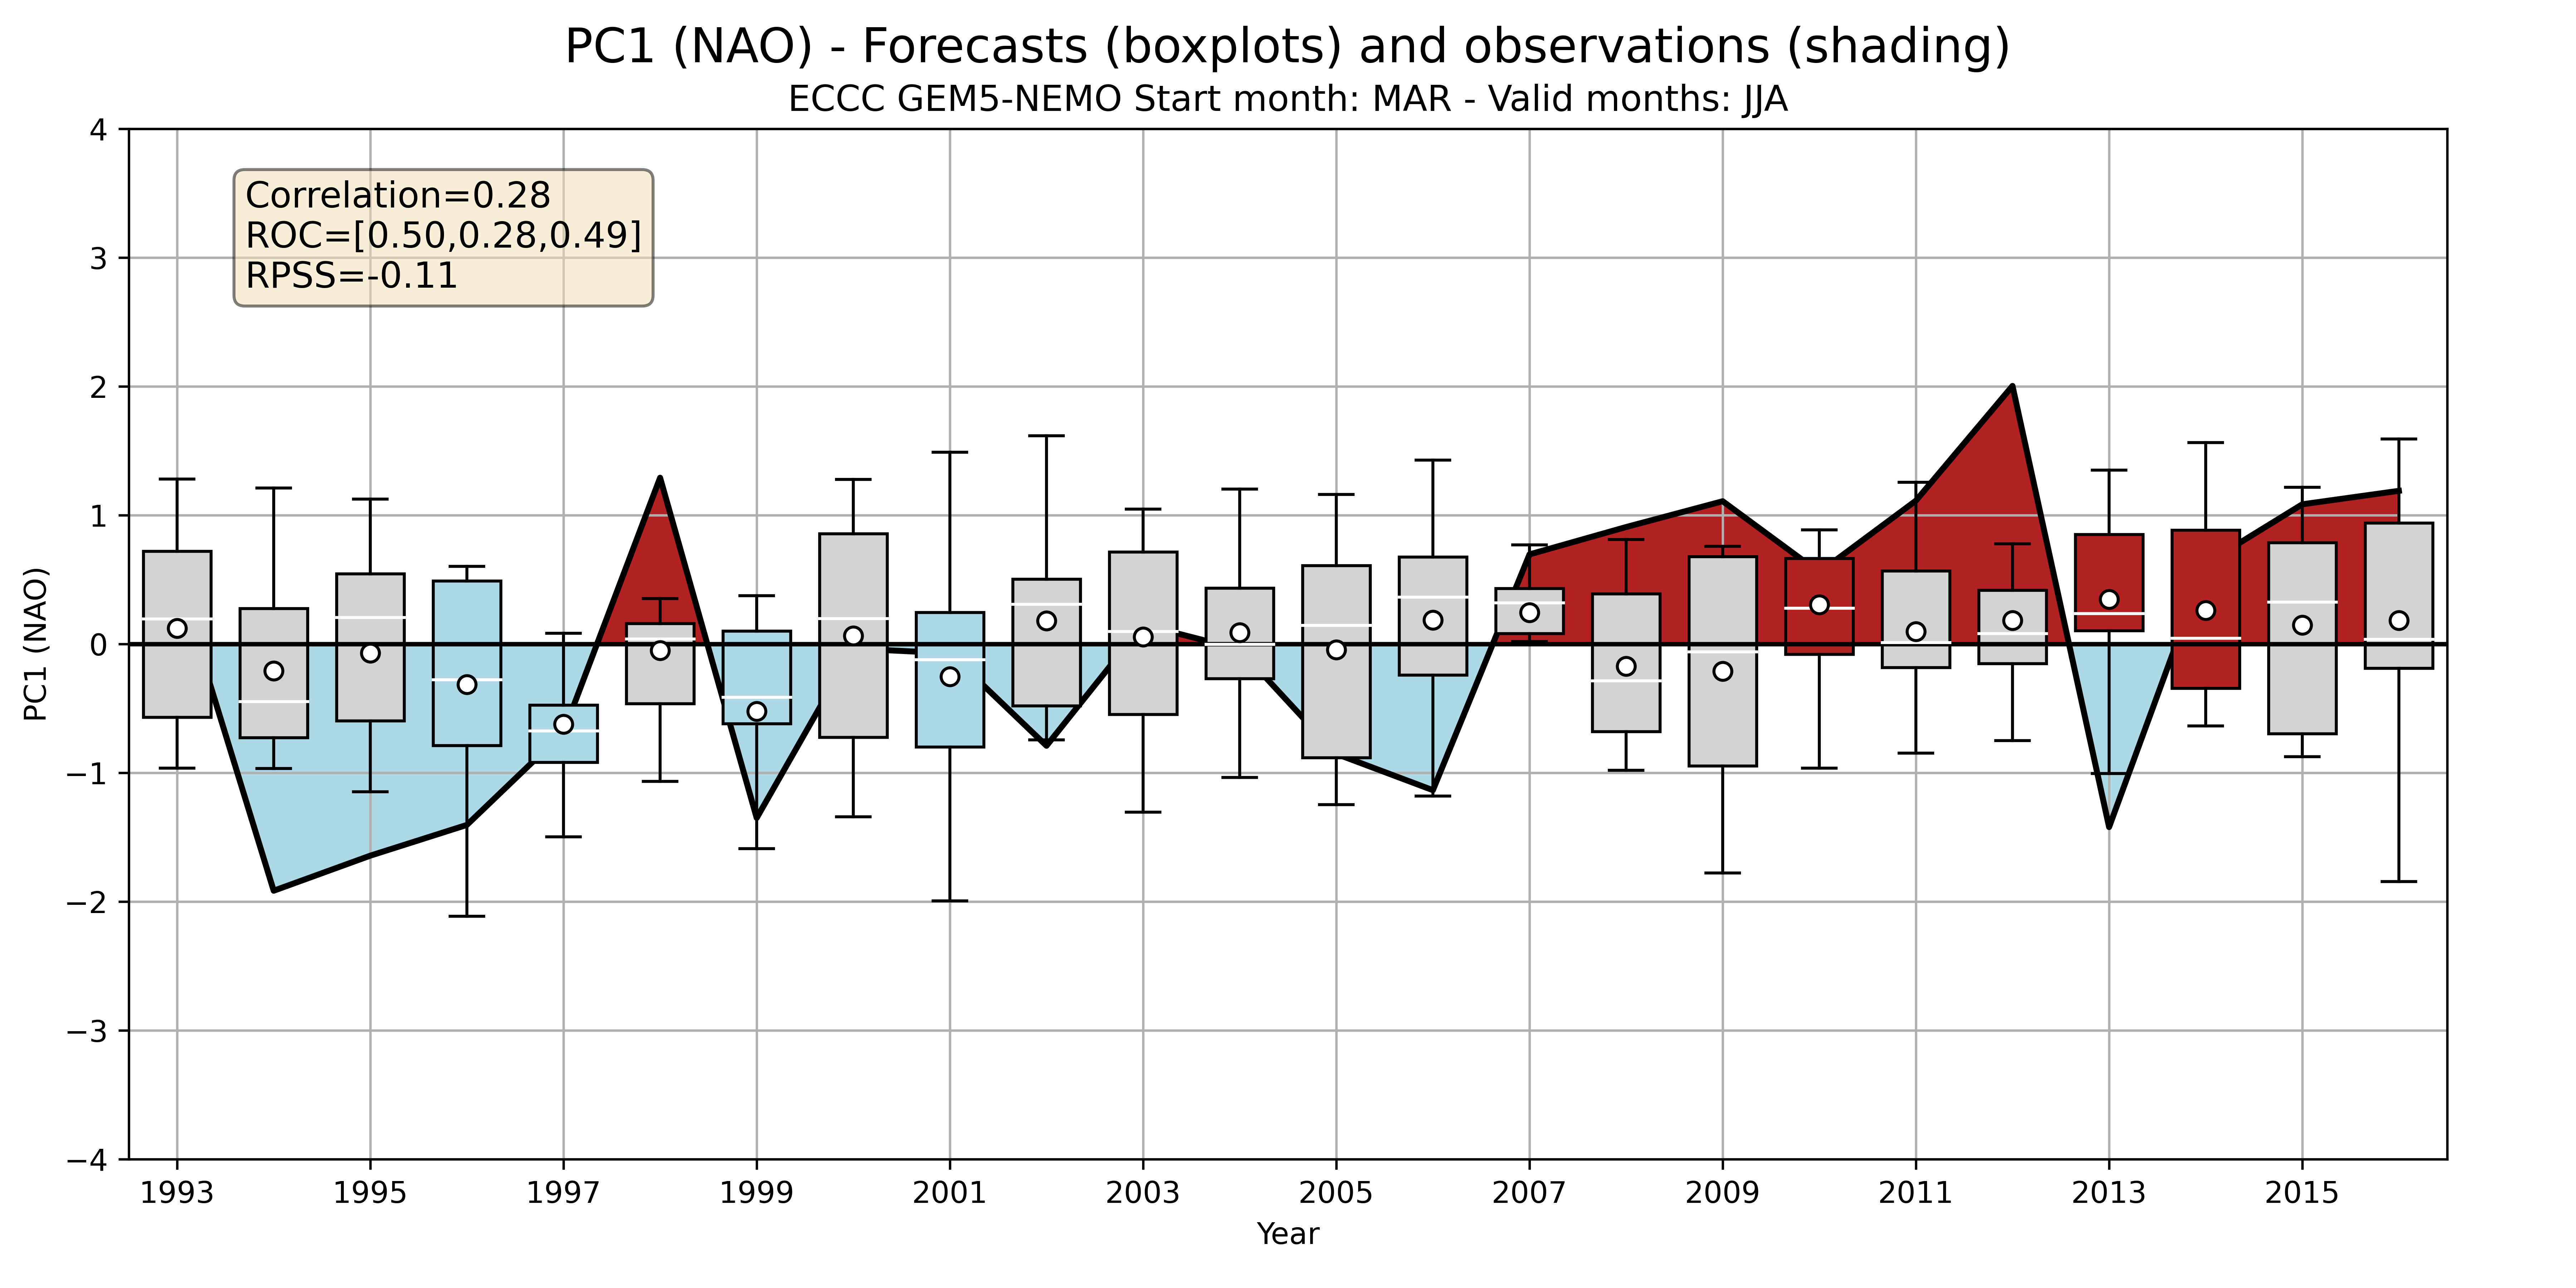 PC1 (NAO) - Forecasts (boxplots) and observations (shading)
ECCC GEM5-NEMO Start month: MAR - Valid months: JJA
Correlation=0.28
ROC=[0.50,0.28,0.49]
RPSS=-0.11
PC1 (NAO)
4
3
2
1
0
−1
−2
−3
−4
1993 1995 1997 1999 2001 2003 2005 2007 2009 2011 2013 2015
Year